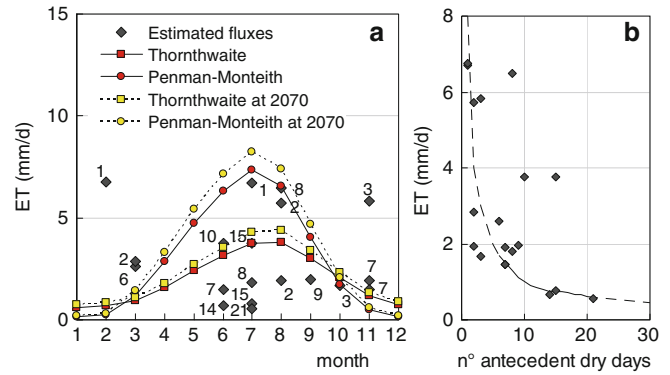 15
a
Estimated fluxes
Thornthwaite
Penman-Monteith
Thornthwaite at 2070
Penman-Monteith at 2070
10
5
0
ET (mm/d)
1
2
6
10
15
7
14
8
15
21
1
8
2
2
9
3
3
7
7
1 2 3 4 5 6 7 8 9 10 11 12
month
b
8
6
4
2
0
ET (mm/d)
0 10 20 30
n° antecedent dry days